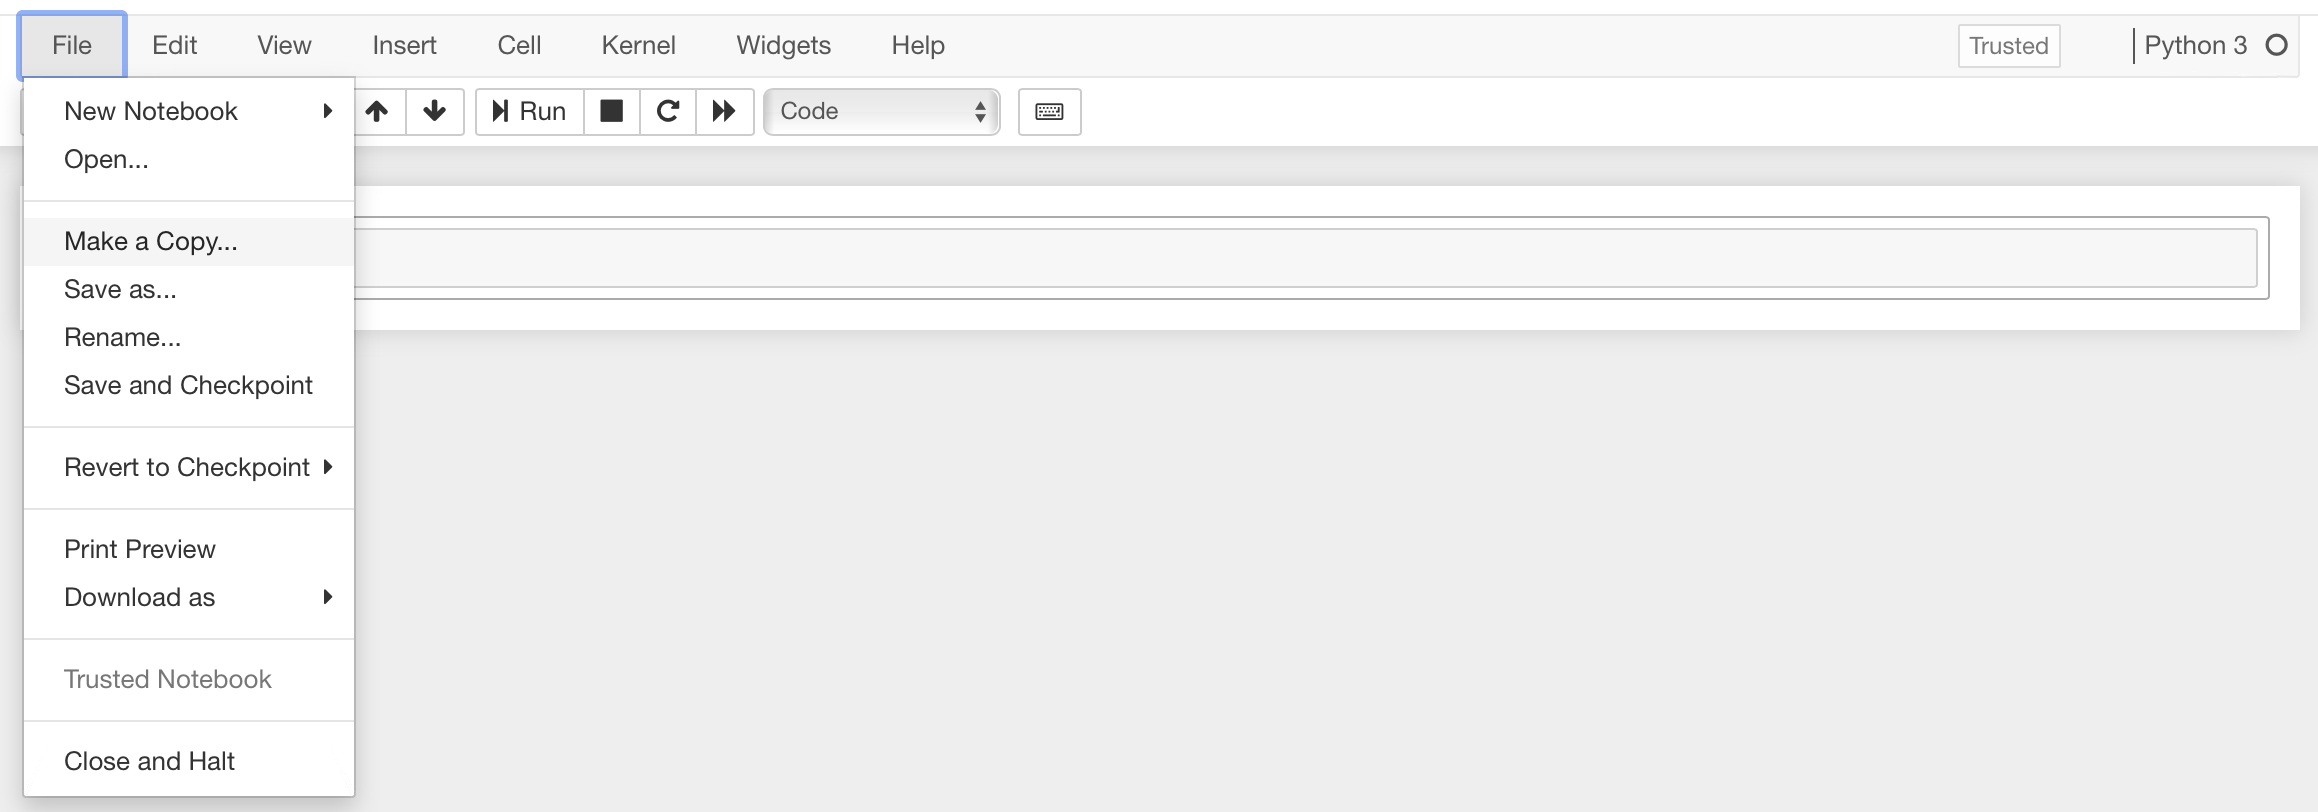 File Edit View Insert Cell Kernel Widgets Help Trusted Python 3
New Notebook Run Code
Open...
Make a Copy...
Save as...
Rename...
Save and Checkpoint
Revert to Checkpoint
Print Preview
Download as
Trusted Notebook
Close and Halt